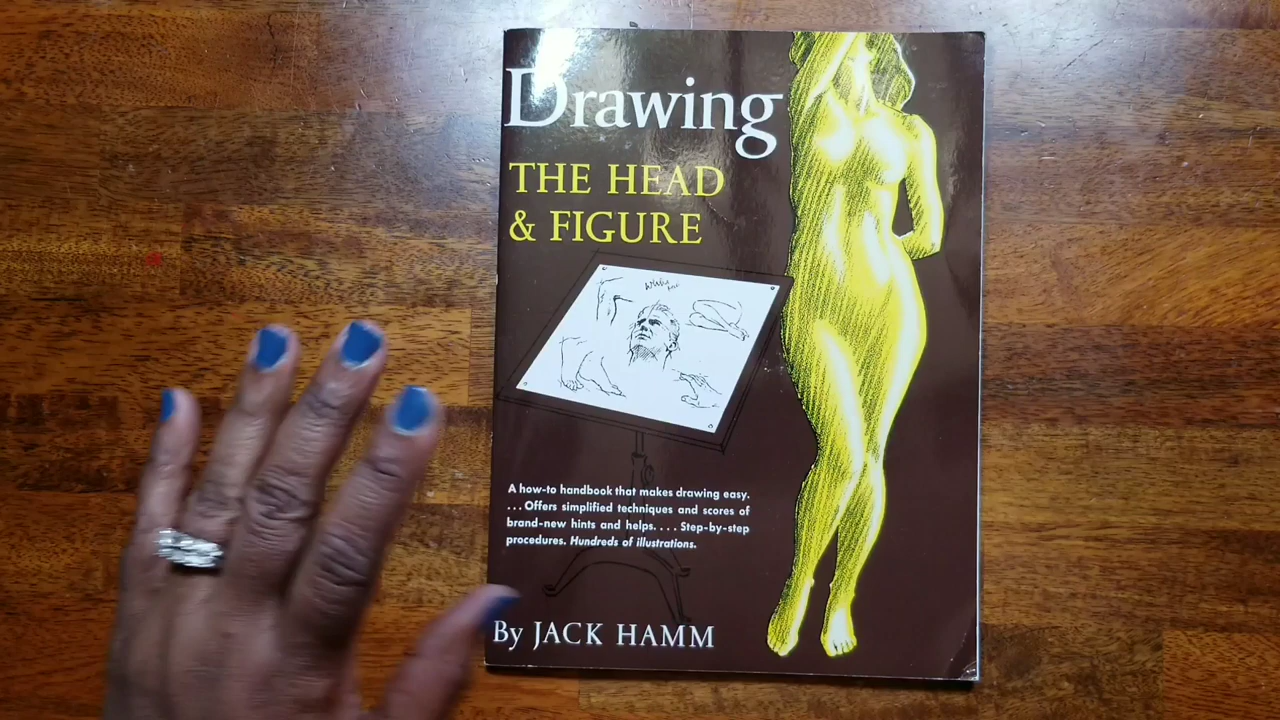 Drawing
THE HEAD
& FIGURE
A how-to handbook that makes drawing easy.
. . . Offers simplified techniques and scores of
brand-new hints and helps. . . . Step-by-step
procedures. Hundreds of illustrations.
By JACK HAMM